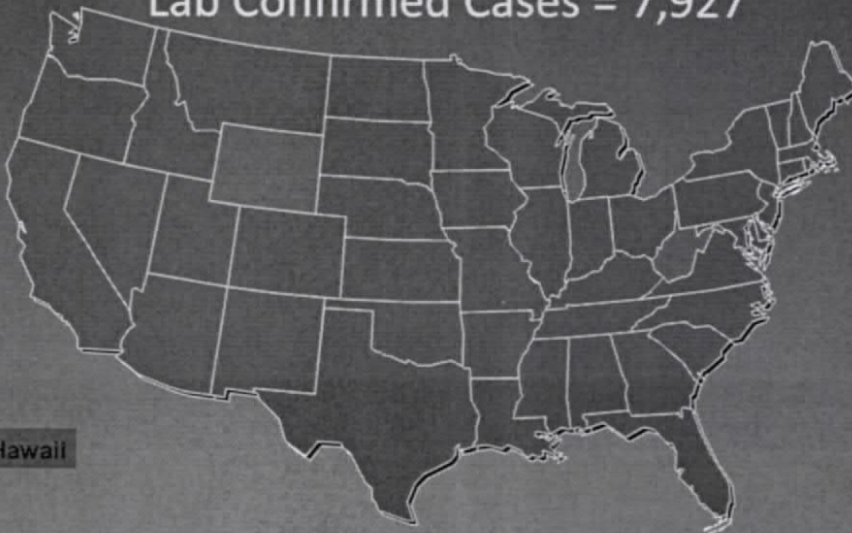 Lab Confirmed Cases = 7,927
Hawaii